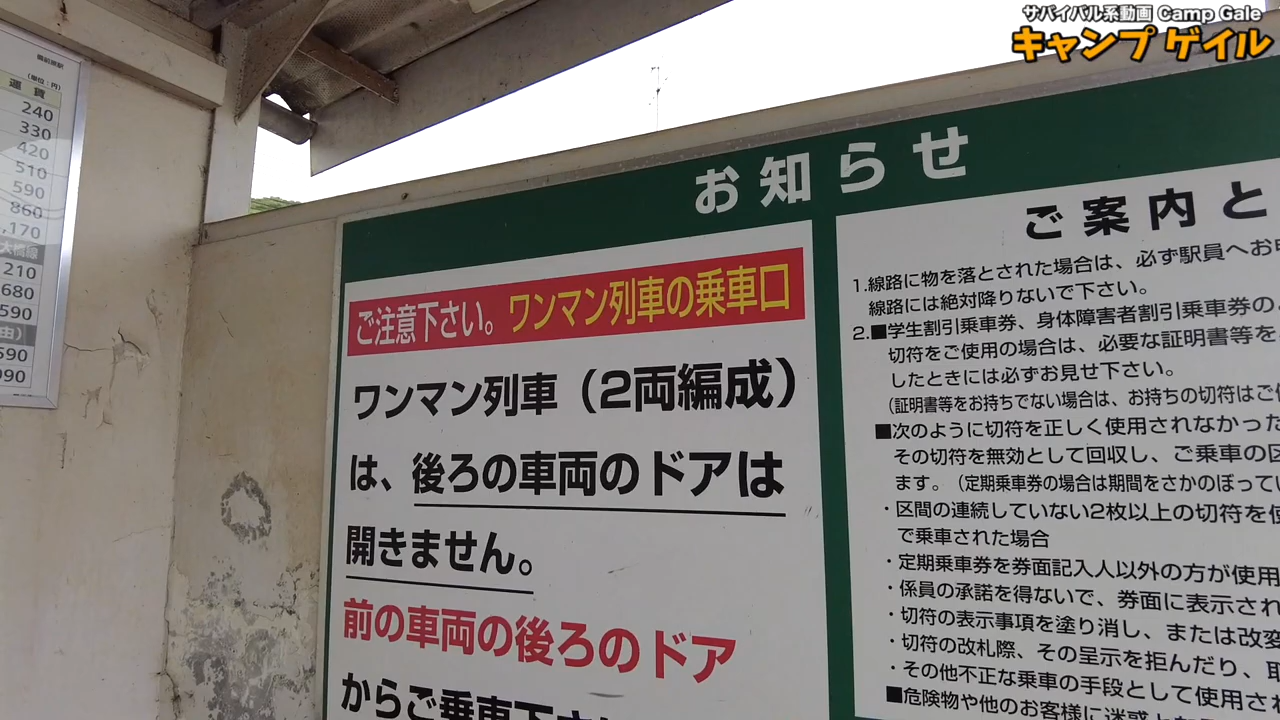 サバイバル系動画 Camp Gale
キャンプ ゲイル
備前原駅
(単位:円)
運賃
240
330
420
510
590
860
,170
大橋線
210
680
590
由)
590
090
お知らせ
ご注意下さい。ワンマン列車の乗車口
ワンマン列車（2両編成）
は、後ろの車両のドアは
開きません。
前の車両の後ろのドア
からご乗車下さ
ご案内と
1.線路に物を落とされた場合は、必ず駅員へお
線路には絶対降りないで下さい。
2.■学生割引乗車券、身体障害者割引乗車券の
切符をご使用の場合は、必要な証明書等を
したときには必ずお見せ下さい。
（証明書等をお持ちでない場合は、お持ちの切符はご
■次のように切符を正しく使用されなかった
その切符を無効として回収し、ご乗車の区
ます。（定期乗車券の場合は期間をさかのぼってい
・区間の連続していない2枚以上の切符を使
で乗車された場合
・定期乗車券を券面記入人以外の方が使用
・係員の承諾を得ないで、券面に表示され
・切符の表示事項を塗り消し、または改変
・切符の改札際、その呈示を拒んだり、取
・その他不正な乗車の手段として使用され
■危険物や他のお客様に迷惑と